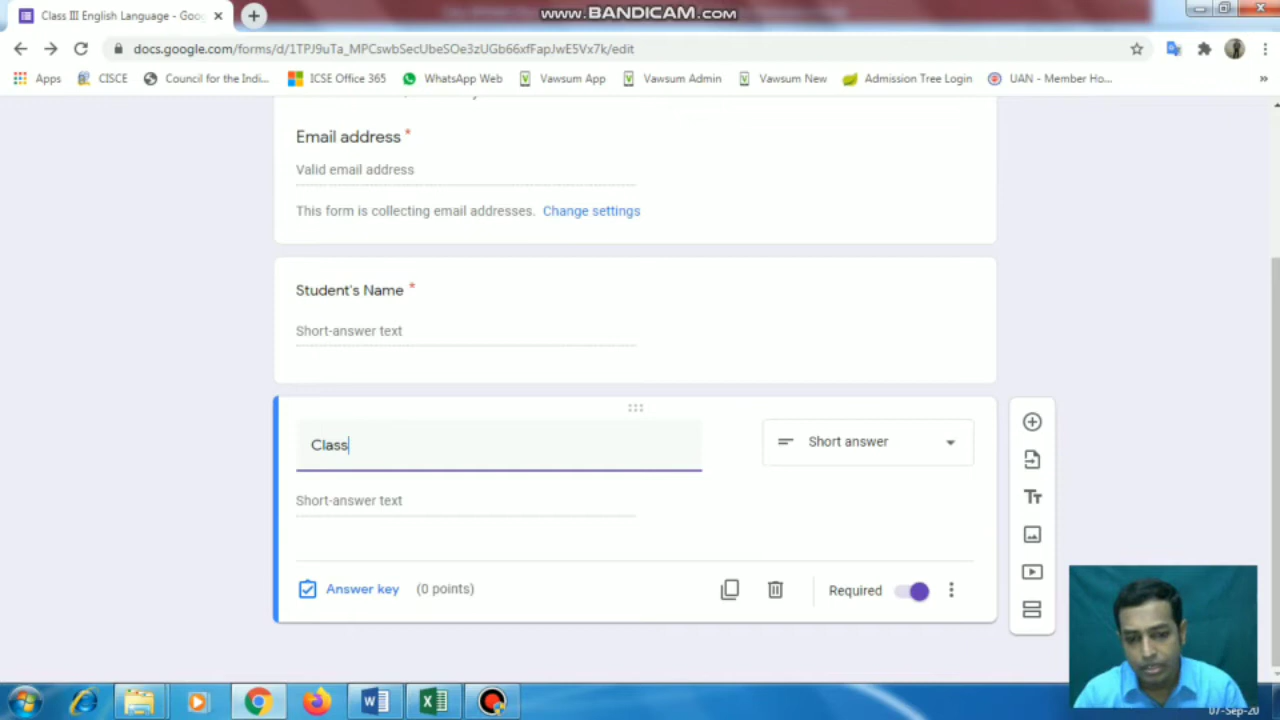 www.BANDICAM.com
Class III English Language - Goo
docs.google.com/forms/d/1TPJ9uTa_MPCswbSecUbeSOe3zUGb66xfFapJwE5Vx7k/edit
Apps CISCE Council for the Indi... ICSE Office 365 WhatsApp Web Vawsum App Vawsum Admin Vawsum New Admission Tree Login UAN - Member Ho... »
Email address *
Valid email address
This form is collecting email addresses. Change settings
Student's Name *
Short-answer text
Class
Short answer
Short-answer text
Answer key (0 points)
Required
07-Sep-20